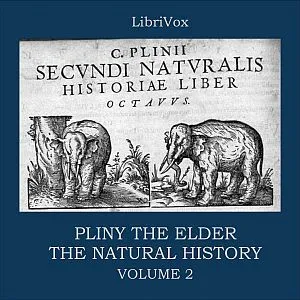 LibriVox
C. PLINII
SECVNDI NATVRALIS
HISTORIAE LIBER
OCTAVVS.
PLINY THE ELDER
THE NATURAL HISTORY
VOLUME 2